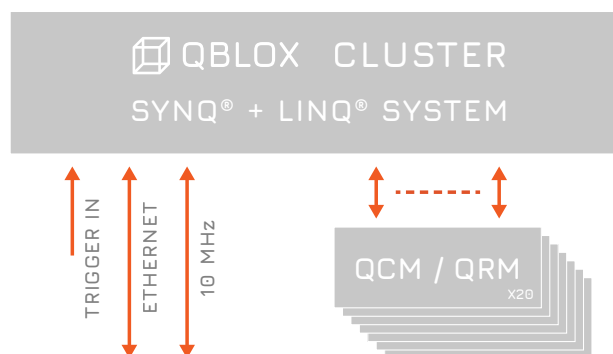 QBLOX CLUSTER
SYNQ® + LINQ® SYSTEM
TRIGGER IN
ETHERNET
10 MHz
QCM / QRM
X20